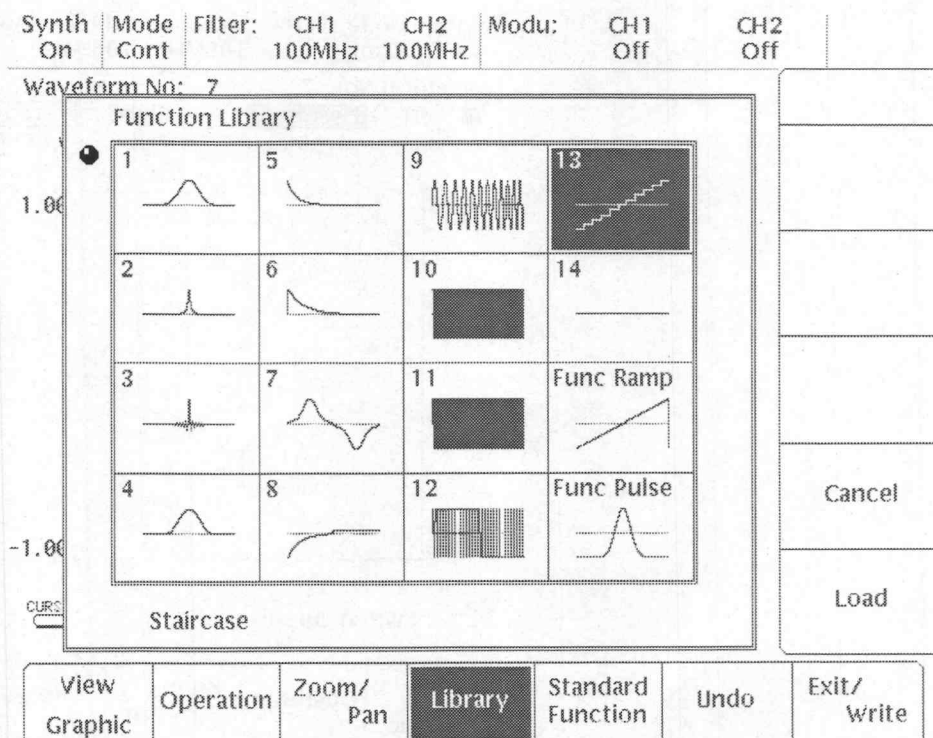 Synth Mode Filter: CH1 CH2 Modu: CH1 CH2
On Cont 100MHz 100MHz Off Off
Waveform No: 7
Function Library
1 5 9 13
1.00
2 6 10 14
3 7 11 Func Ramp
4 8 12 Func Pulse
Cancel
-1.00
Load
CURS
Staircase
View Operation Zoom/ Library Standard Undo Exit/
Graphic Pan Function Write